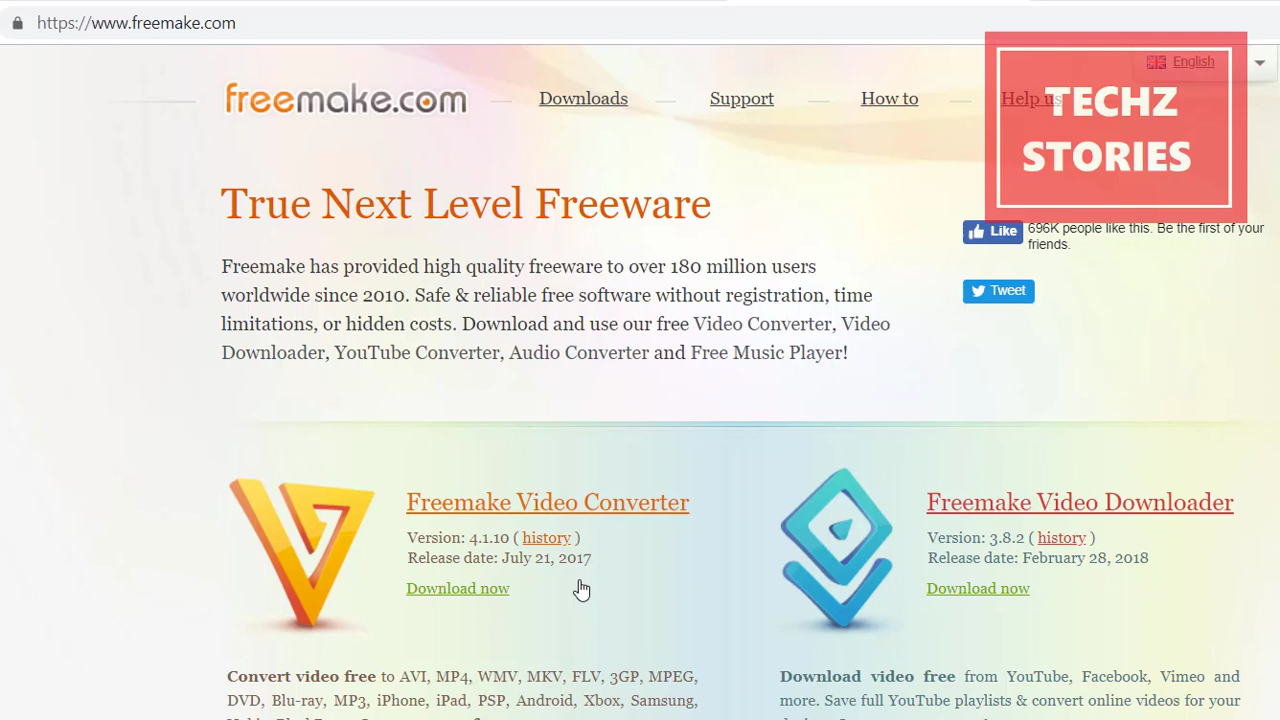 https://www.freemake.com
English
freemake.com
Downloads
Support
How to
Help us
TECHZ
STORIES
True Next Level Freeware
Like
696K people like this. Be the first of your
friends.
Tweet
Freemake has provided high quality freeware to over 180 million users
worldwide since 2010. Safe & reliable free software without registration, time
limitations, or hidden costs. Download and use our free Video Converter, Video
Downloader, YouTube Converter, Audio Converter and Free Music Player!
Freemake Video Converter
Version: 4.1.10 ( history )
Release date: July 21, 2017
Download now
Convert video free to AVI, MP4, WMV, MKV, FLV, 3GP, MPEG,
DVD, Blu-ray, MP3, iPhone, iPad, PSP, Android, Xbox, Samsung,
Freemake Video Downloader
Version: 3.8.2 ( history )
Release date: February 28, 2018
Download now
Download video free from YouTube, Facebook, Vimeo and
more. Save full YouTube playlists & convert online videos for your